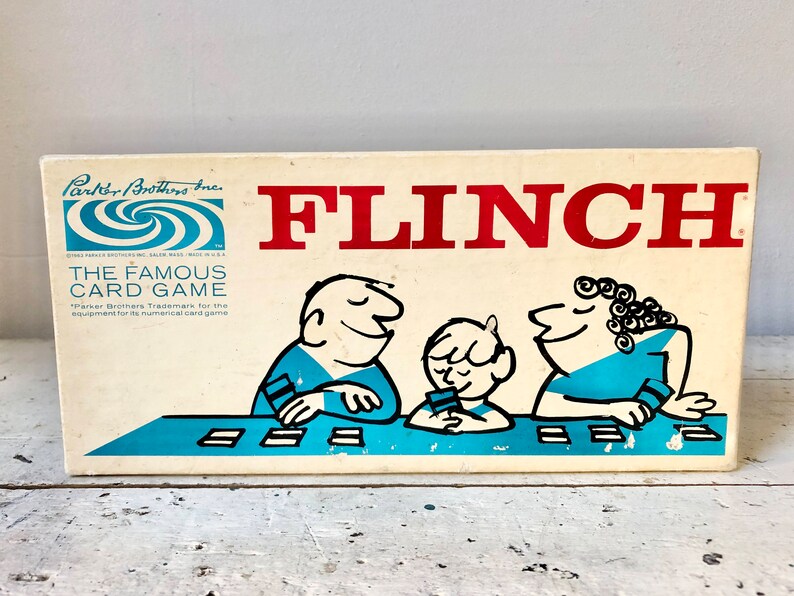 Parker Brothers Inc.
TM
©1963 PARKER BROTHERS INC., SALEM, MASS. / MADE IN U.S.A.
THE FAMOUS
CARD GAME
*Parker Brothers Trademark for the
equipment for its numerical card game
FLINCH
®
®